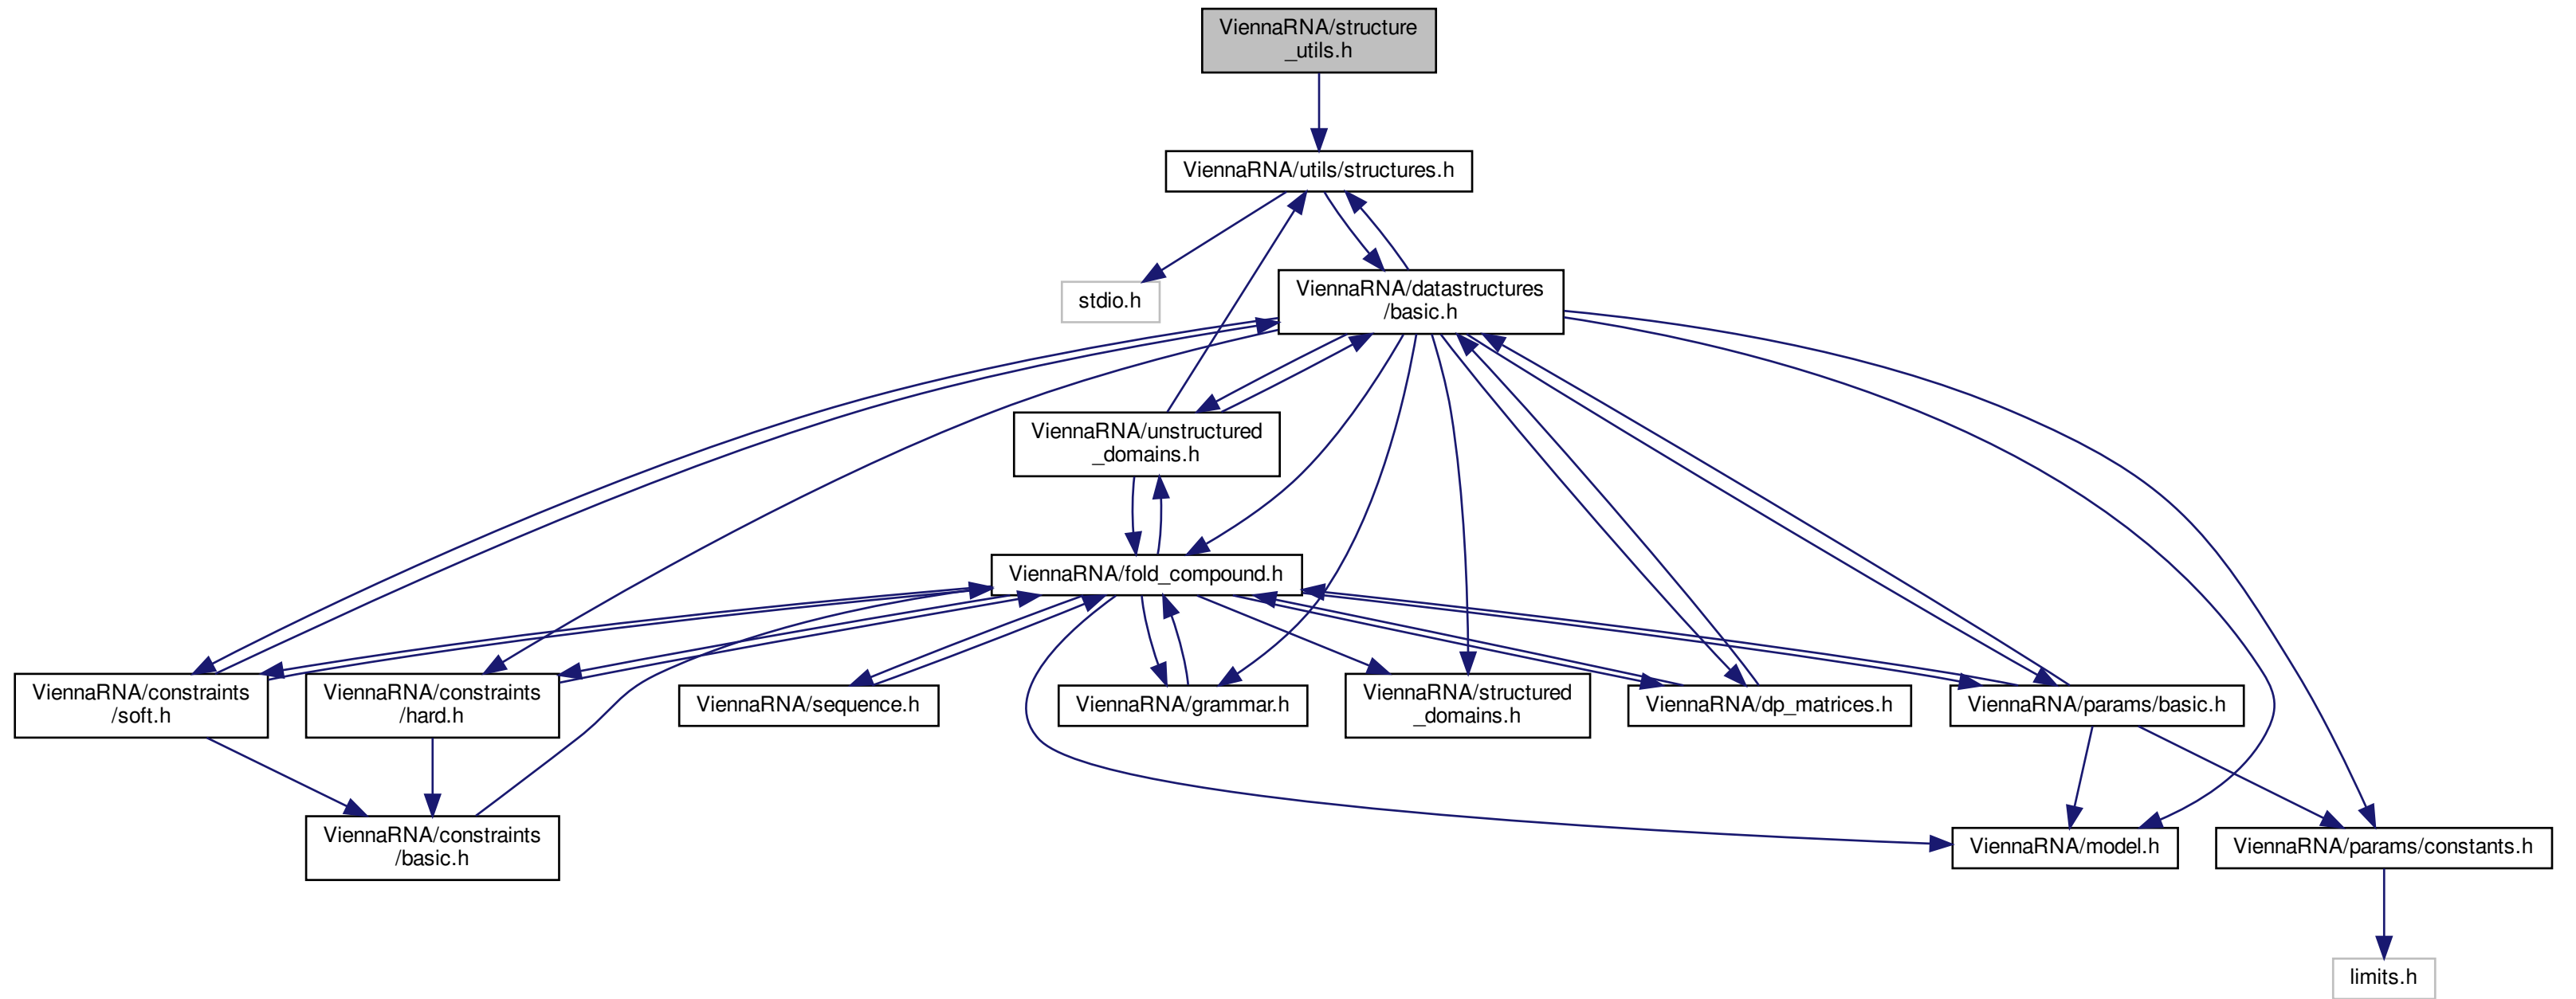 ViennaRNA/structure
_utils.h
ViennaRNA/utils/structures.h
stdio.h
ViennaRNA/datastructures
/basic.h
ViennaRNA/unstructured
_domains.h
ViennaRNA/fold_compound.h
ViennaRNA/constraints
/soft.h
ViennaRNA/constraints
/hard.h
ViennaRNA/sequence.h
ViennaRNA/grammar.h
ViennaRNA/structured
_domains.h
ViennaRNA/dp_matrices.h
ViennaRNA/params/basic.h
ViennaRNA/constraints
/basic.h
ViennaRNA/model.h
ViennaRNA/params/constants.h
limits.h